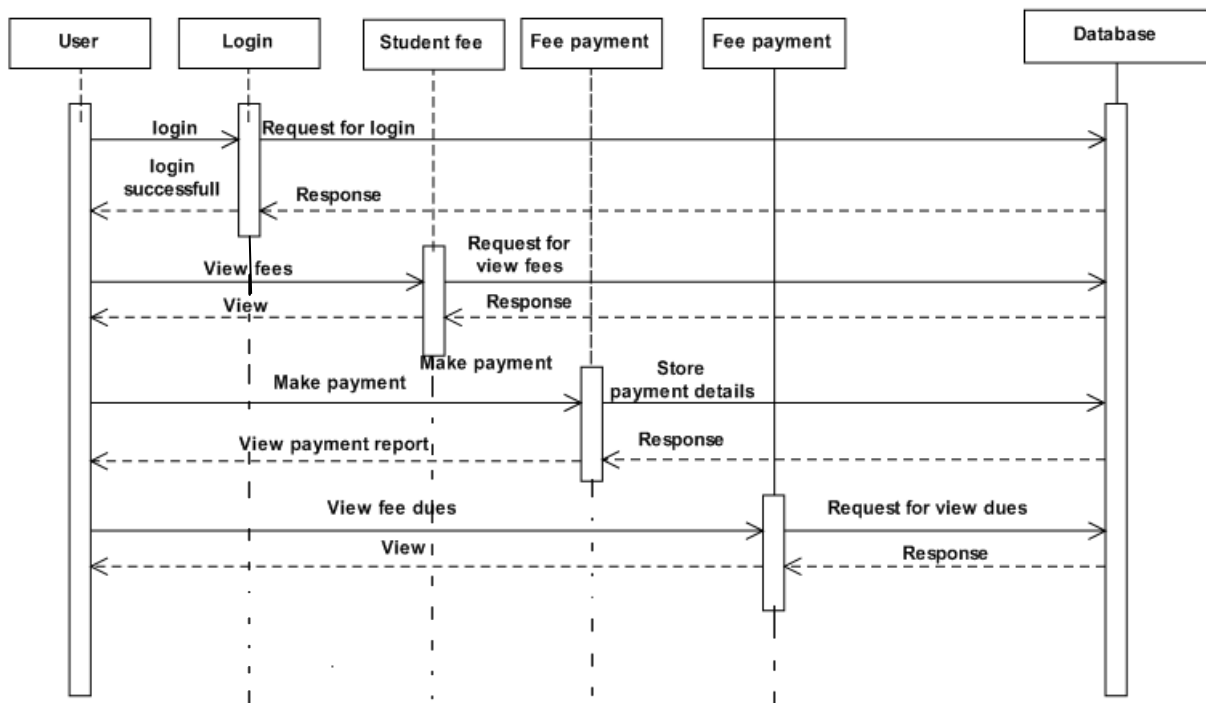 User
Login
Student fee
Fee payment
Fee payment
Database
login
Request for login
login
successfull
Response
View fees
Request for
view fees
View
Response
Make payment
Make payment
Store
payment details
View payment report
Response
View fee dues
Request for view dues
View
Response